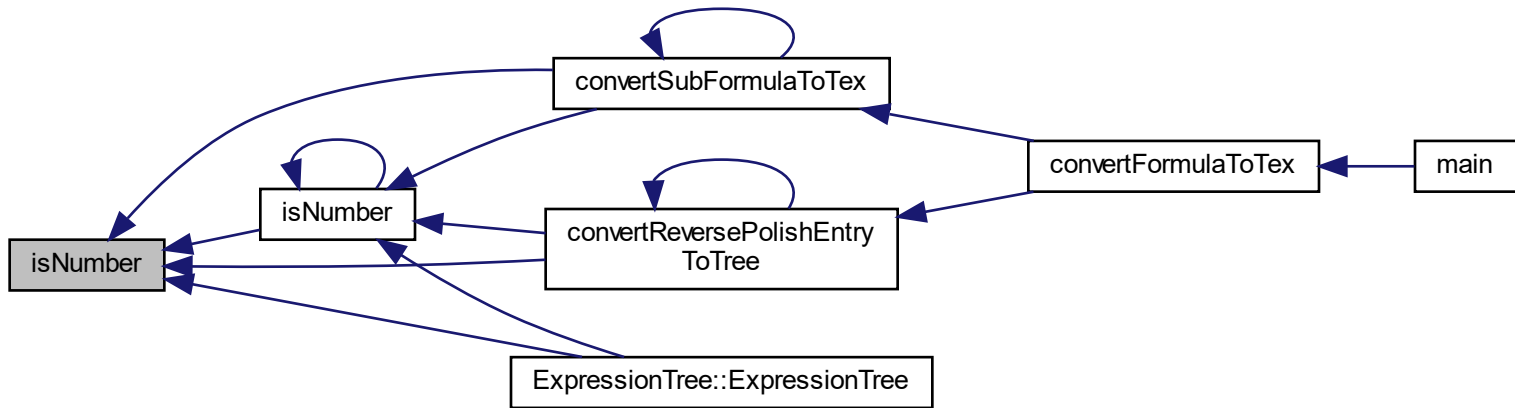 convertSubFormulaToTex
convertFormulaToTex
main
isNumber
convertReversePolishEntry
ToTree
isNumber
ExpressionTree::ExpressionTree